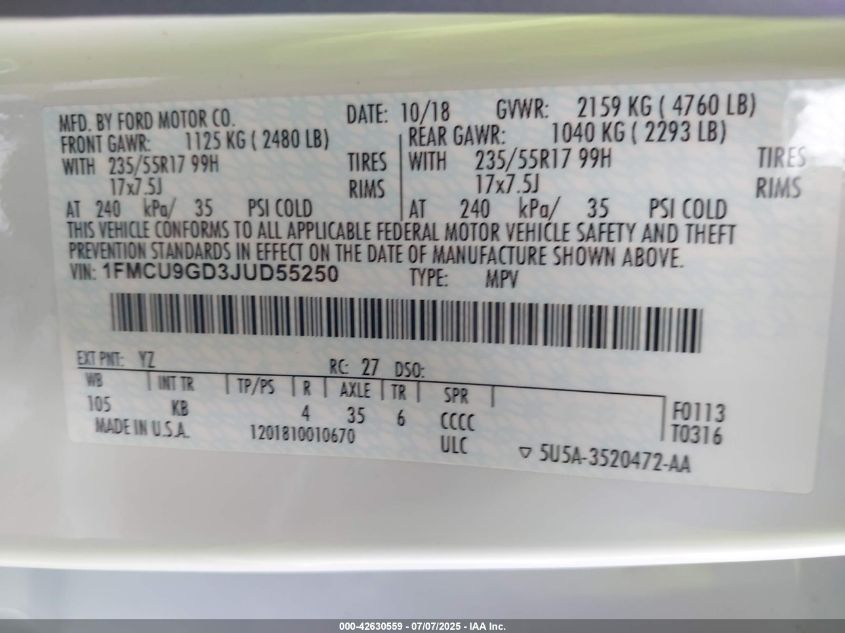 MFD. BY FORD MOTOR CO. DATE: 10/18 GVWR: 2159 KG ( 4760 LB)
FRONT GAWR: 1125 KG ( 2480 LB) REAR GAWR: 1040 KG ( 2293 LB)
WITH 235/55R17 99H TIRES WITH 235/55R17 99H TIRES
17x7.5J RIMS 17x7.5J RIMS
AT 240 kPa/ 35 PSI COLD AT 240 kPa/ 35 PSI COLD
THIS VEHICLE CONFORMS TO ALL APPLICABLE FEDERAL MOTOR VEHICLE SAFETY AND THEFT
PREVENTION STANDARDS IN EFFECT ON THE DATE OF MANUFACTURE SHOWN ABOVE.
VIN: 1FMCU9GD3JUD55250 TYPE: MPV
EXT PNT: YZ RC: 27 DSO:
WB INT TR TP/PS R AXLE TR SPR
105 KB 4 35 6 CCCC F0113
MADE IN U.S.A. 1201810010670 ULC T0316
▽ 5U5A-3520472-AA
000-42630559 - 07/07/2025 - IAA Inc.